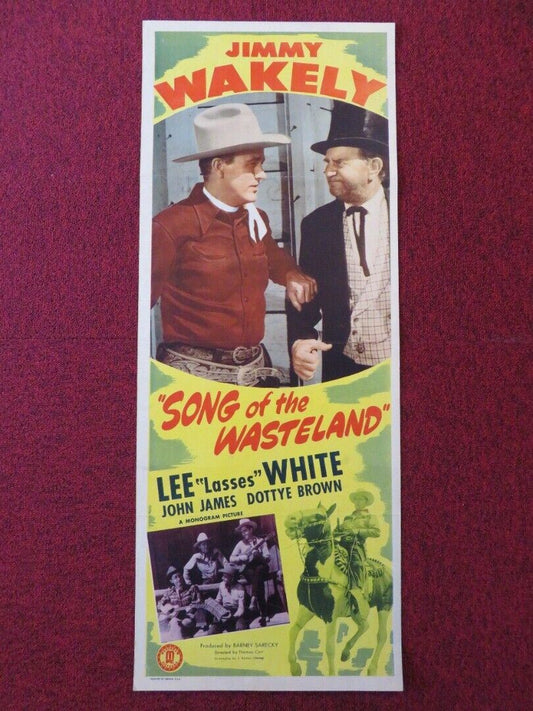 JIMMY
WAKELY
"SONG of the
WASTELAND"
LEE "Lasses" WHITE
JOHN JAMES DOTTYE BROWN
A MONOGRAM PICTURE
Produced by BARNEY SARECKY
Directed by Thomas Carr